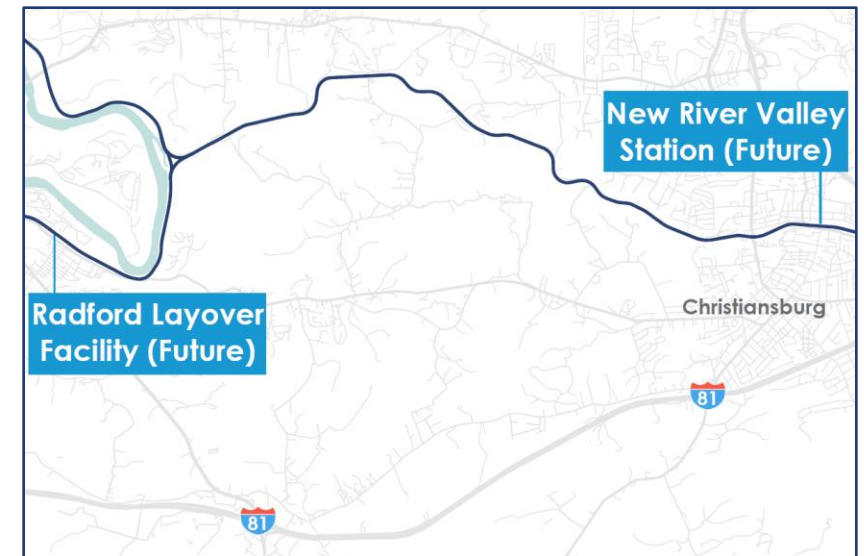 New River Valley
Station (Future)
Radford Layover
Facility (Future)
Christiansburg
81
81